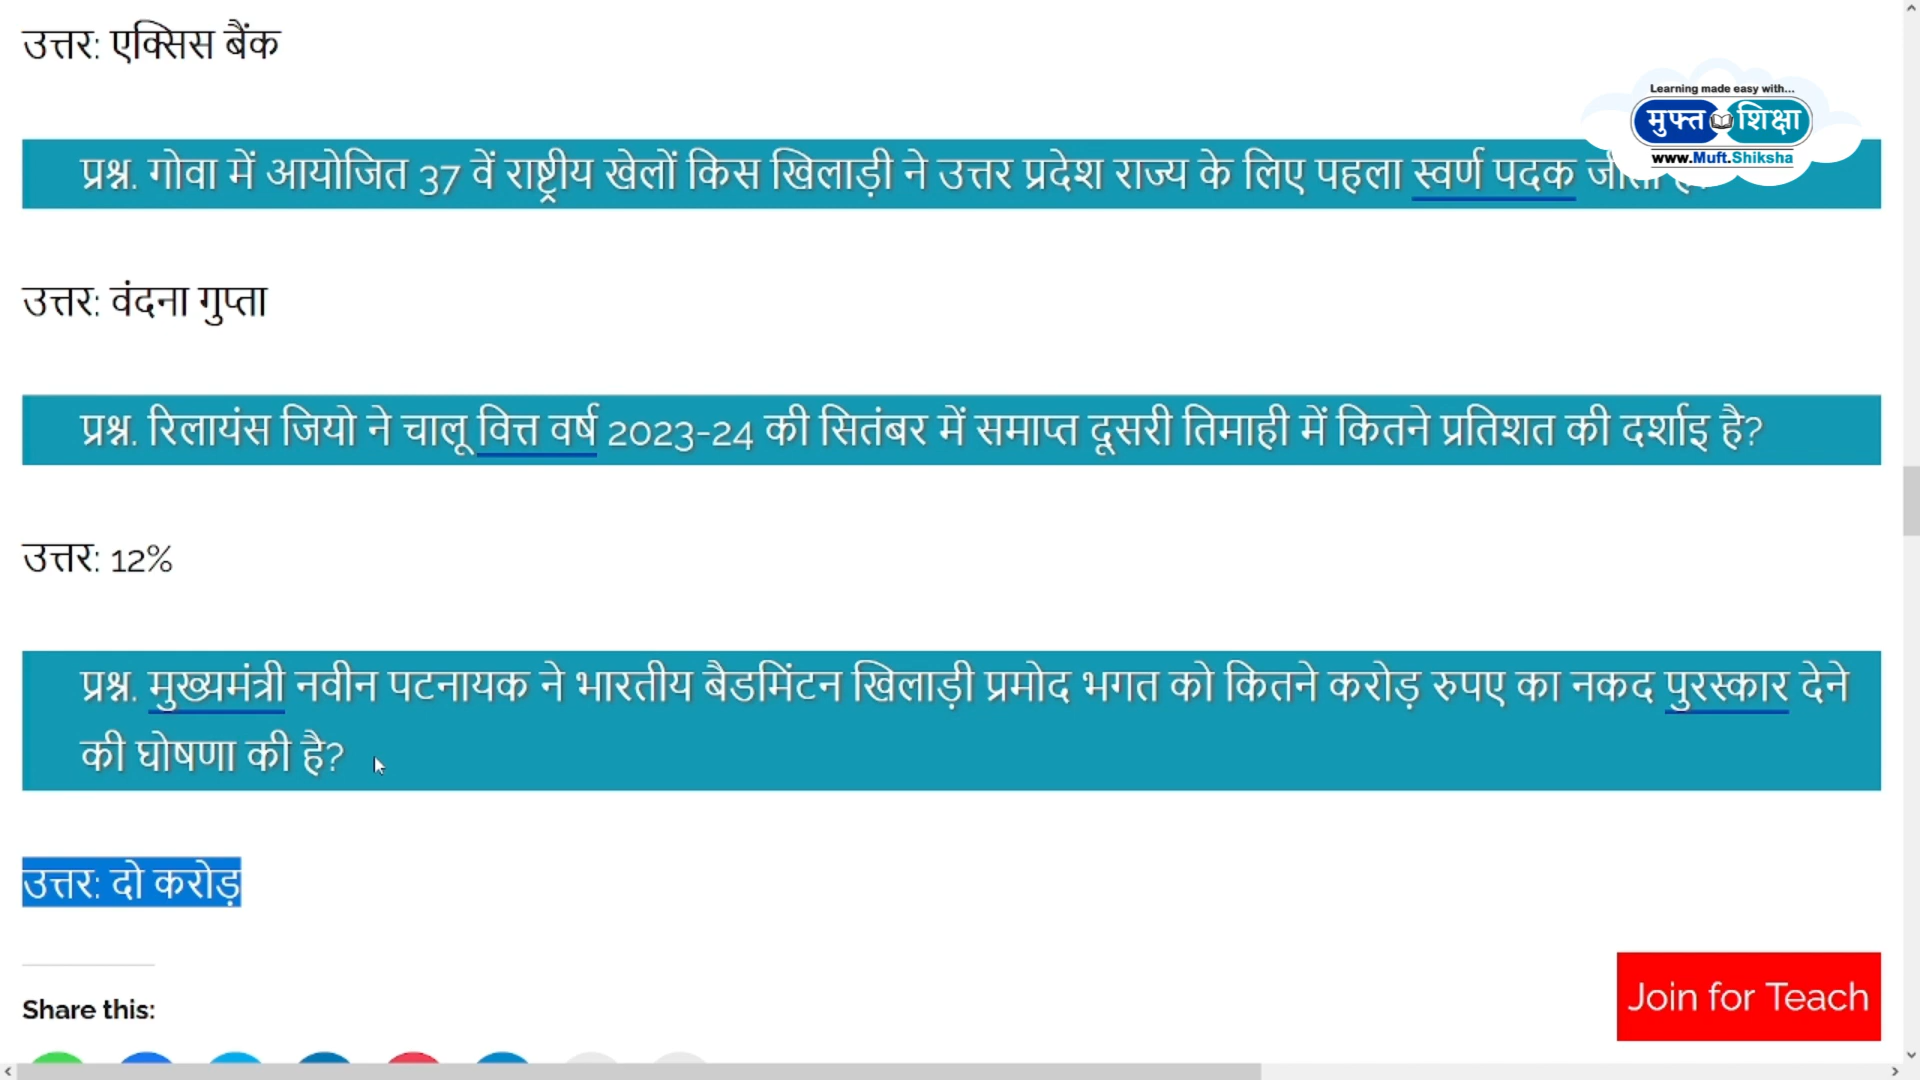 उत्तर: एक्सिस बैंक
Learning made easy with...
मुफ्त शिक्षा
www.Muft.Shiksha
प्रश्न. गोवा में आयोजित 37 वें राष्ट्रीय खेलों किस खिलाड़ी ने उत्तर प्रदेश राज्य के लिए पहला स्वर्ण पदक
उत्तर: वंदना गुप्ता
प्रश्न. रिलायंस जियो ने चालू वित्त वर्ष 2023-24 की सितंबर में समाप्त दूसरी तिमाही में कितने प्रतिशत की दर्शाइ है?
उत्तर: 12%
प्रश्न. मुख्यमंत्री नवीन पटनायक ने भारतीय बैडमिंटन खिलाड़ी प्रमोद भगत को कितने करोड़ रुपए का नकद पुरस्कार देने
की घोषणा की है?
उत्तर: दो करोड़
Share this:
Join for Teach